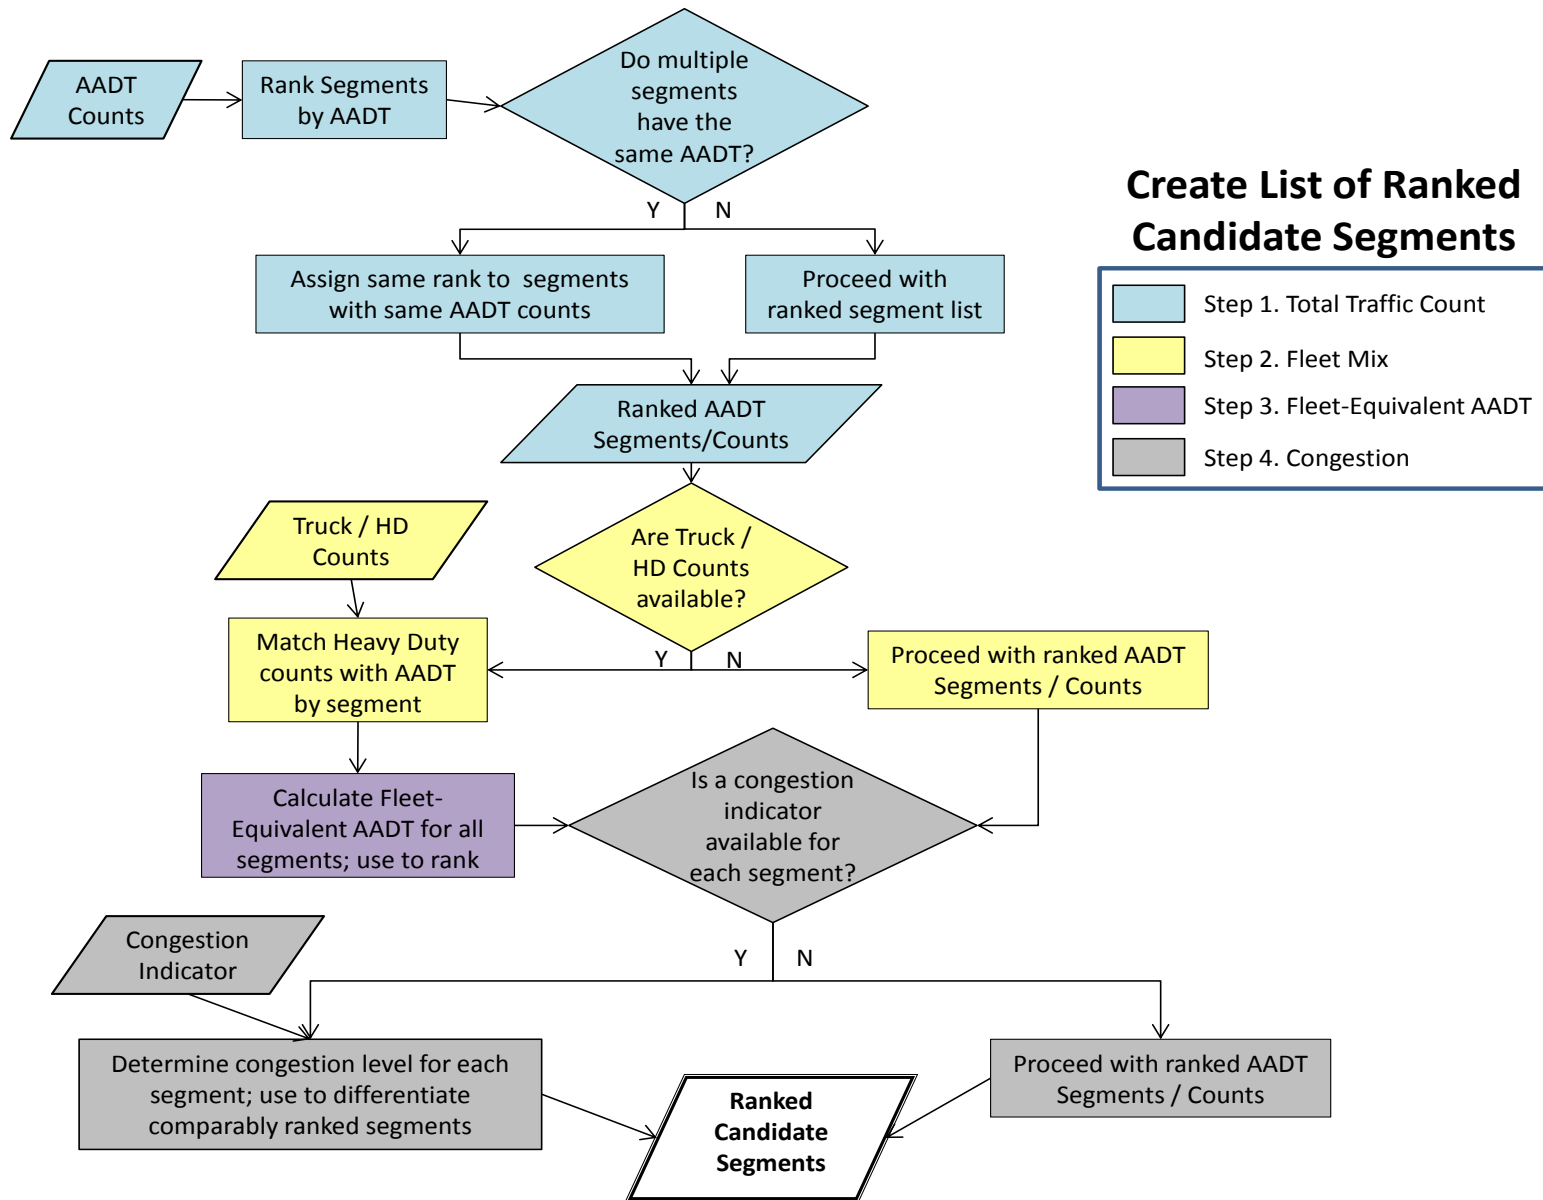 AADT
Counts
Rank Segments
by AADT
Do multiple
segments
have the
same AADT?
Y
N
Assign same rank to segments
with same AADT counts
Proceed with
ranked segment list
Ranked AADT
Segments/Counts
Create List of Ranked
Candidate Segments
Step 1. Total Traffic Count
Step 2. Fleet Mix
Step 3. Fleet-Equivalent AADT
Step 4. Congestion
Truck / HD
Counts
Are Truck /
HD Counts
available?
Y
N
Match Heavy Duty
counts with AADT
by segment
Proceed with ranked AADT
Segments / Counts
Calculate Fleet-
Equivalent AADT for all
segments; use to rank
Is a congestion
indicator
available for
each segment?
Congestion
Indicator
Y
N
Determine congestion level for each
segment; use to differentiate
comparably ranked segments
Proceed with ranked AADT
Segments / Counts
Ranked
Candidate
Segments